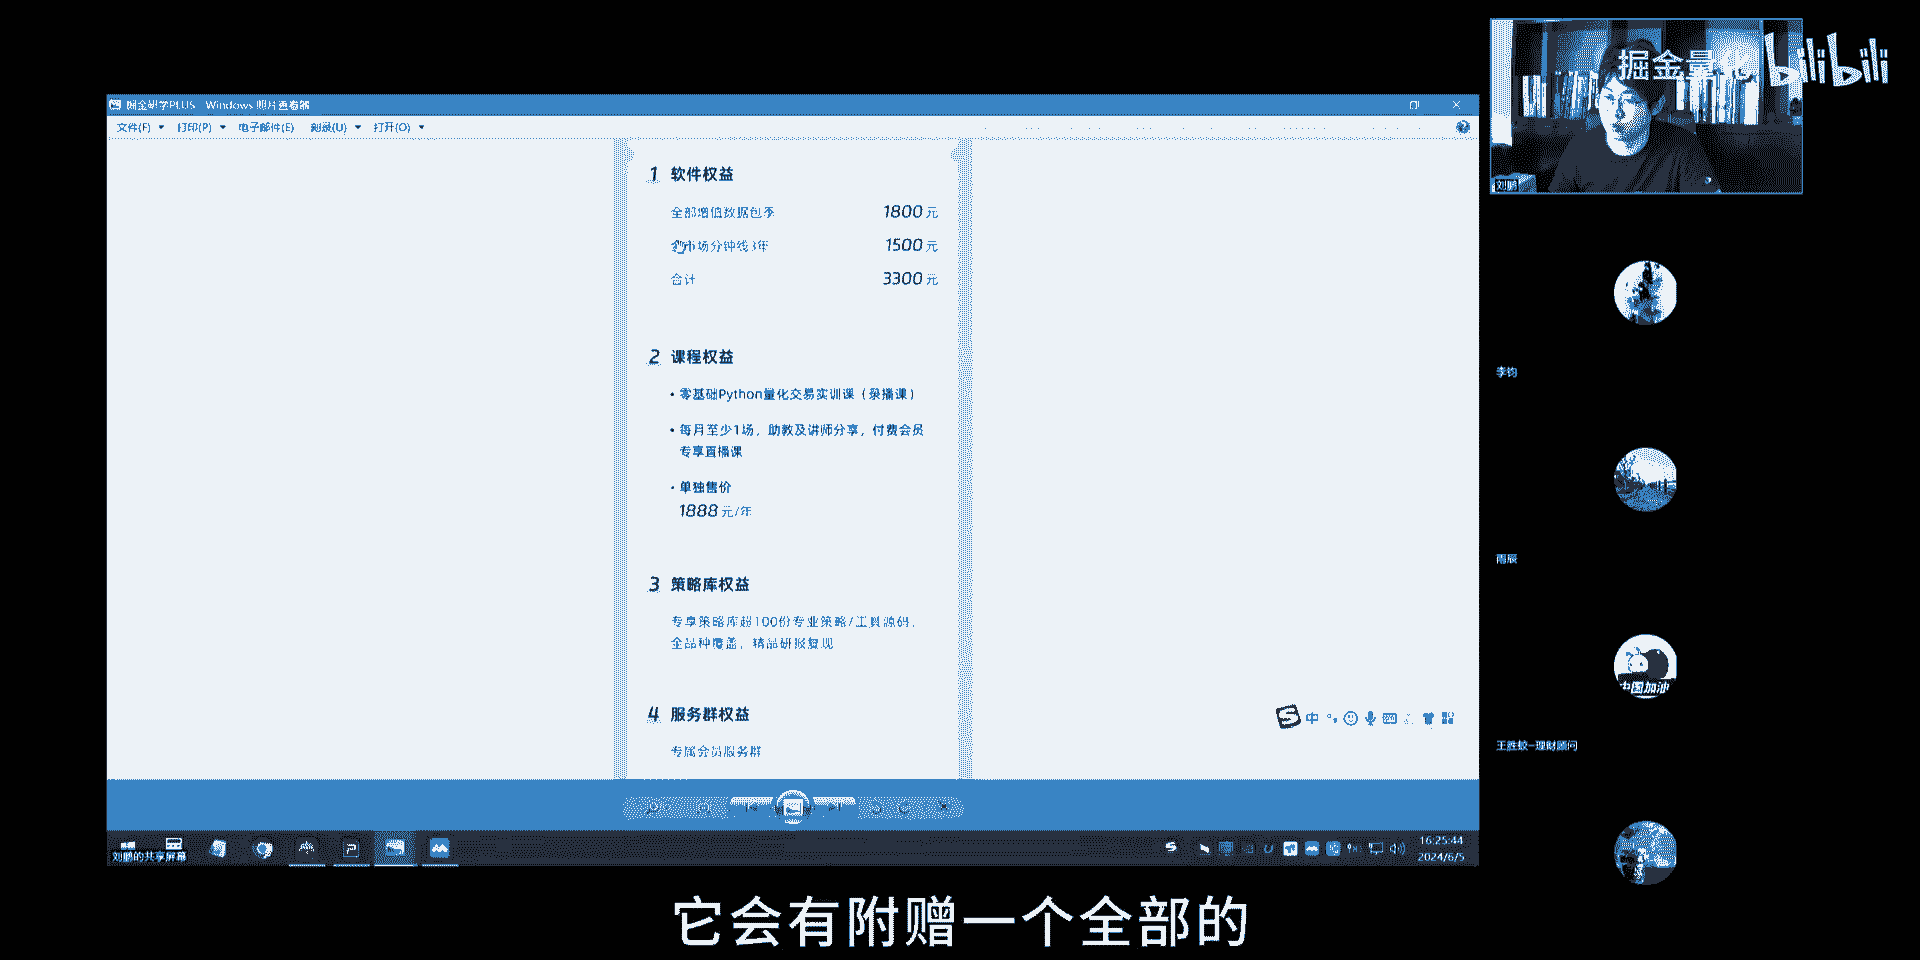 掘金量化 bilibili
掘金研学PLUS - Windows 照片查看器
文件(F) 打印(P) 电子邮件(E) 刻录(U) 打开(O)
1 软件权益
全部增值数据包季 1800元
全市场分钟线3年 1500元
合计 3300元
2 课程权益
• 零基础Python量化交易实训课（录播课）
• 每月至少1场，助教及讲师分享，付费会员
专享直播课
• 单独售价
1888元/年
3 策略库权益
专享策略库超100份专业策略/工具源码，
全品种覆盖，精品研报复现
4 服务群权益
专属会员服务群
中
刘鹏
李钧
雨辰
中国加油
王胜蛟-理财顾问
刘鹏的共享屏幕
16:25:44
2024/6/5
它会有附赠一个全部的